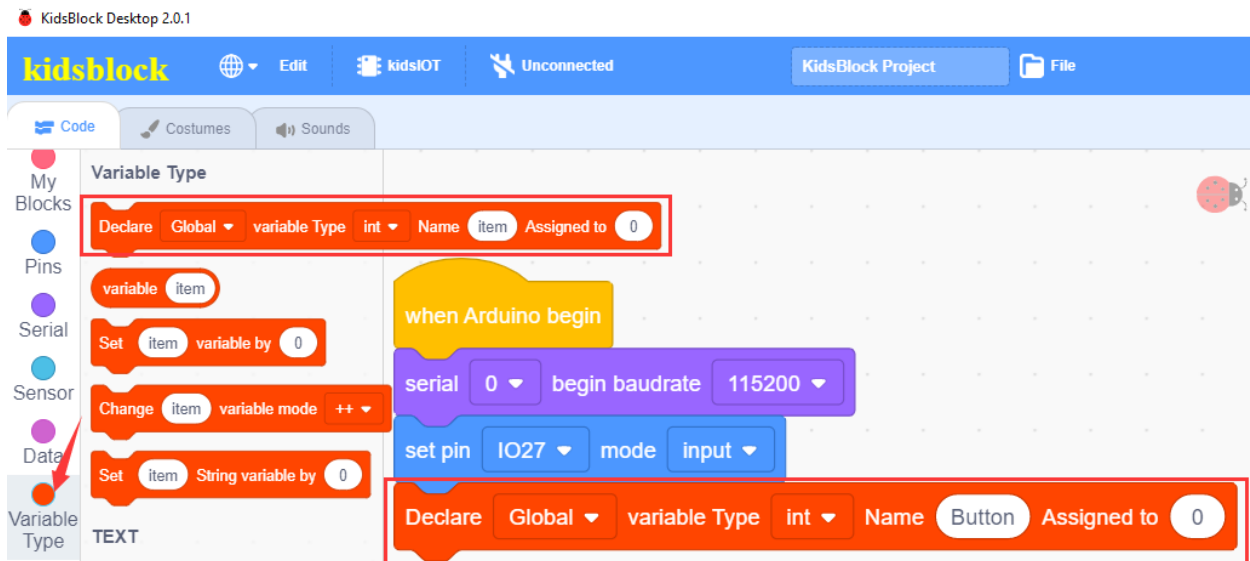 KidsBlock Desktop 2.0.1
kidsblock Edit kidsIOT Unconnected KidsBlock Project File
Code Costumes Sounds
My
Blocks
Pins
Serial
Sensor
Data
Variable
Type
Variable Type
Declare Global variable Type int Name item Assigned to 0
variable item
Set item variable by 0
Change item variable mode ++
Set item String variable by 0
TEXT
when Arduino begin
serial 0 begin baudrate 115200
set pin IO27 mode input
Declare Global variable Type int Name Button Assigned to 0